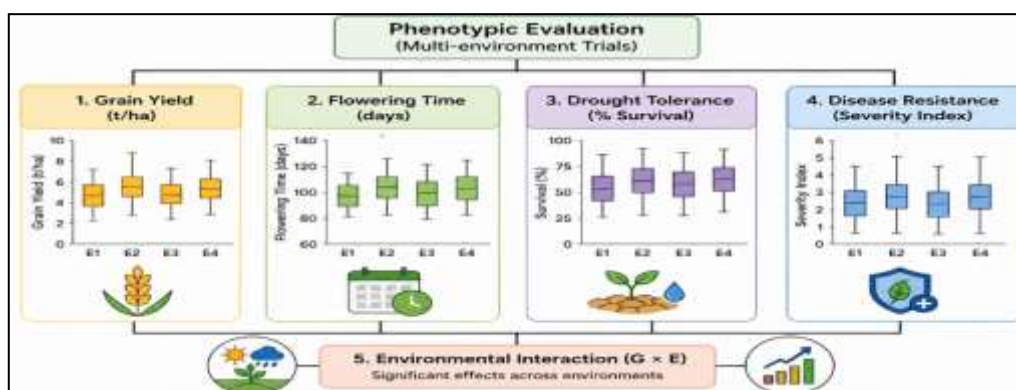 Phenotypic Evaluation
(Multi-environment Trials)
1. Grain Yield
(t/ha)
Grain Yield (t/ha)
10
8
6
4
2
0
E1 E2 E3 E4
2. Flowering Time
(days)
Flowering Time (days)
140
120
100
80
60
E1 E2 E3 E4
3. Drought Tolerance
(% Survival)
Survival (%)
100
75
50
25
0
E1 E2 E3 E4
4. Disease Resistance
(Severity Index)
Severity Index
6
5
4
3
2
1
0
E1 E2 E3 E4
5. Environmental Interaction (G × E)
Significant effects across environments